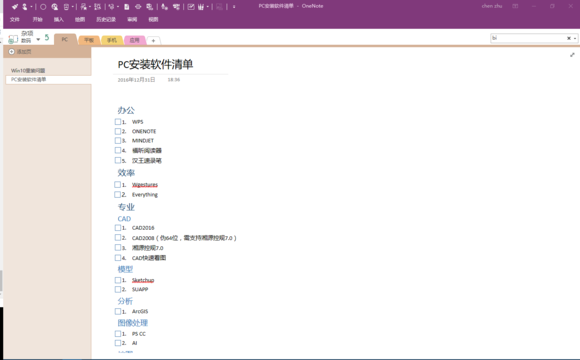 PC安装软件清单 - OneNote
chen shu
文件 开始 插入 绘图 历史记录 审阅 视图
杂项
数码
5
PC
平板
手机
应用
+
bi
添加页
Win10重装问题
PC安装软件清单
PC安装软件清单
2016年12月31日 18:56
办公
1. WPS
2. ONENOTE
3. MINDJET
4. 福昕阅读器
5. 汉王速录笔
效率
1. Wgestures
2. Everything
专业
CAD
1. CAD2016
2. CAD2008（伪64位，需支持湘源控规7.0）
3. 湘源控规7.0
4. CAD快速看图
模型
1. Sketchup
2. SUAPP
分析
1. ArcGIS
图像处理
1. PS CC
2. AI